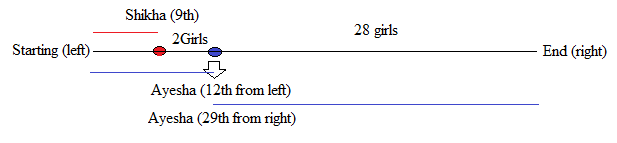 Shikha (9th)
2Girls
28 girls
Starting (left)
End (right)
Ayesha (12th from left)
Ayesha (29th from right)